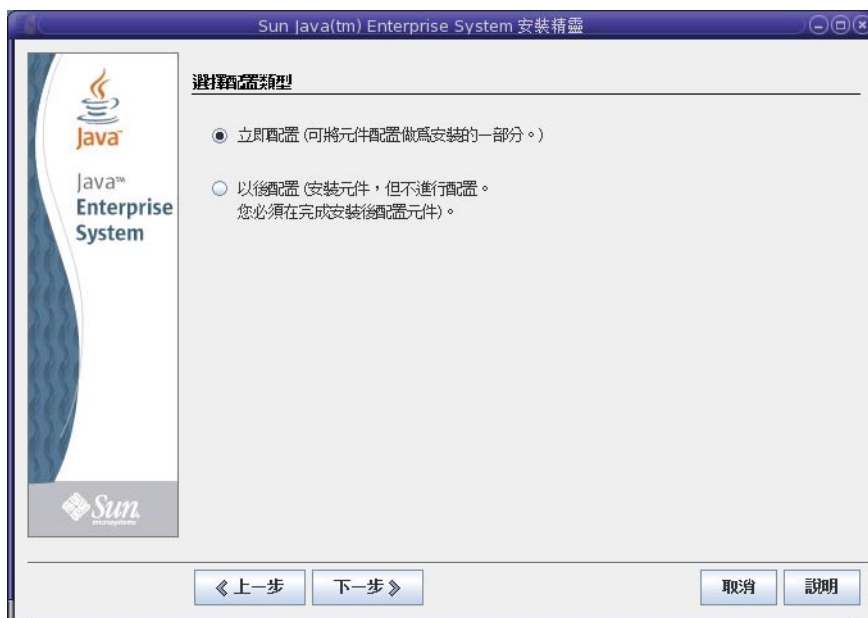 Sun Java(tm) Enterprise System 安裝精靈
選擇配置類型
立即配置 (可將元件配置做爲安裝的一部分。)
以後配置 (安裝元件,但不進行配置。
您必須在完成安裝後配置元件)。
Java™
Java™
Enterprise
System
Sun
microsystems
上一步
下一步
取消
說明